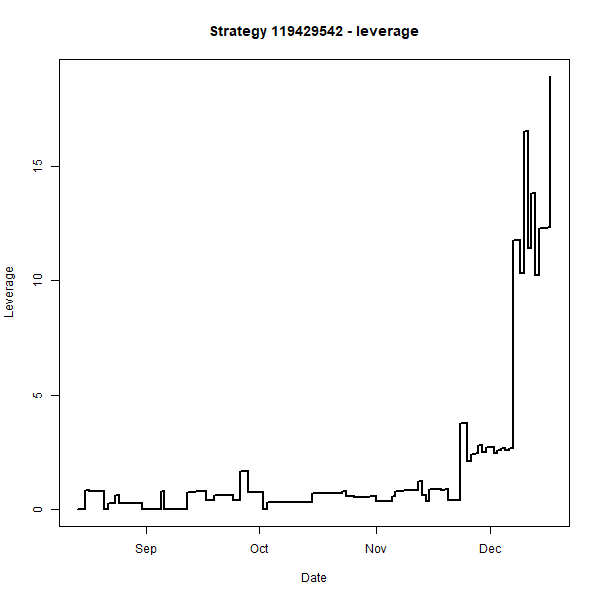 Strategy 119429542 - leverage
Leverage
15
10
5
0
Sep Oct Nov Dec
Date